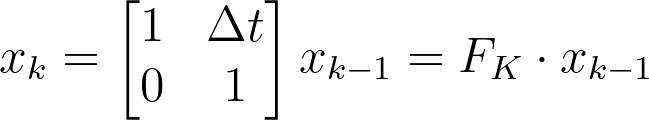 x_k = \begin{bmatrix} 1 & \Delta t \\ 0 & 1 \end{bmatrix} x_{k-1} = F_K \cdot x_{k-1}